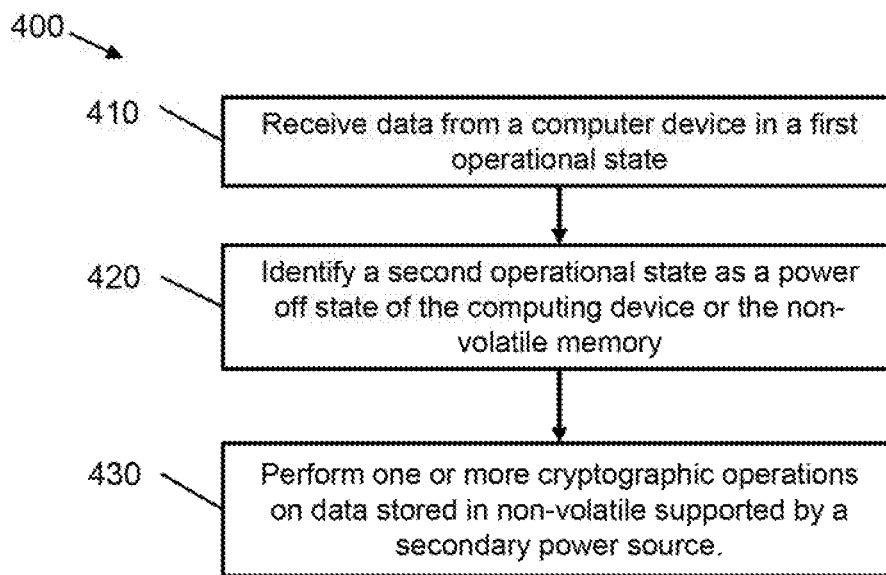 400
410
Receive data from a computer device in a first
operational state
420
Identify a second operational state as a power
off state of the computing device or the non-
volatile memory
430
Perform one or more cryptographic operations
on data stored in non-volatile supported by a
secondary power source.